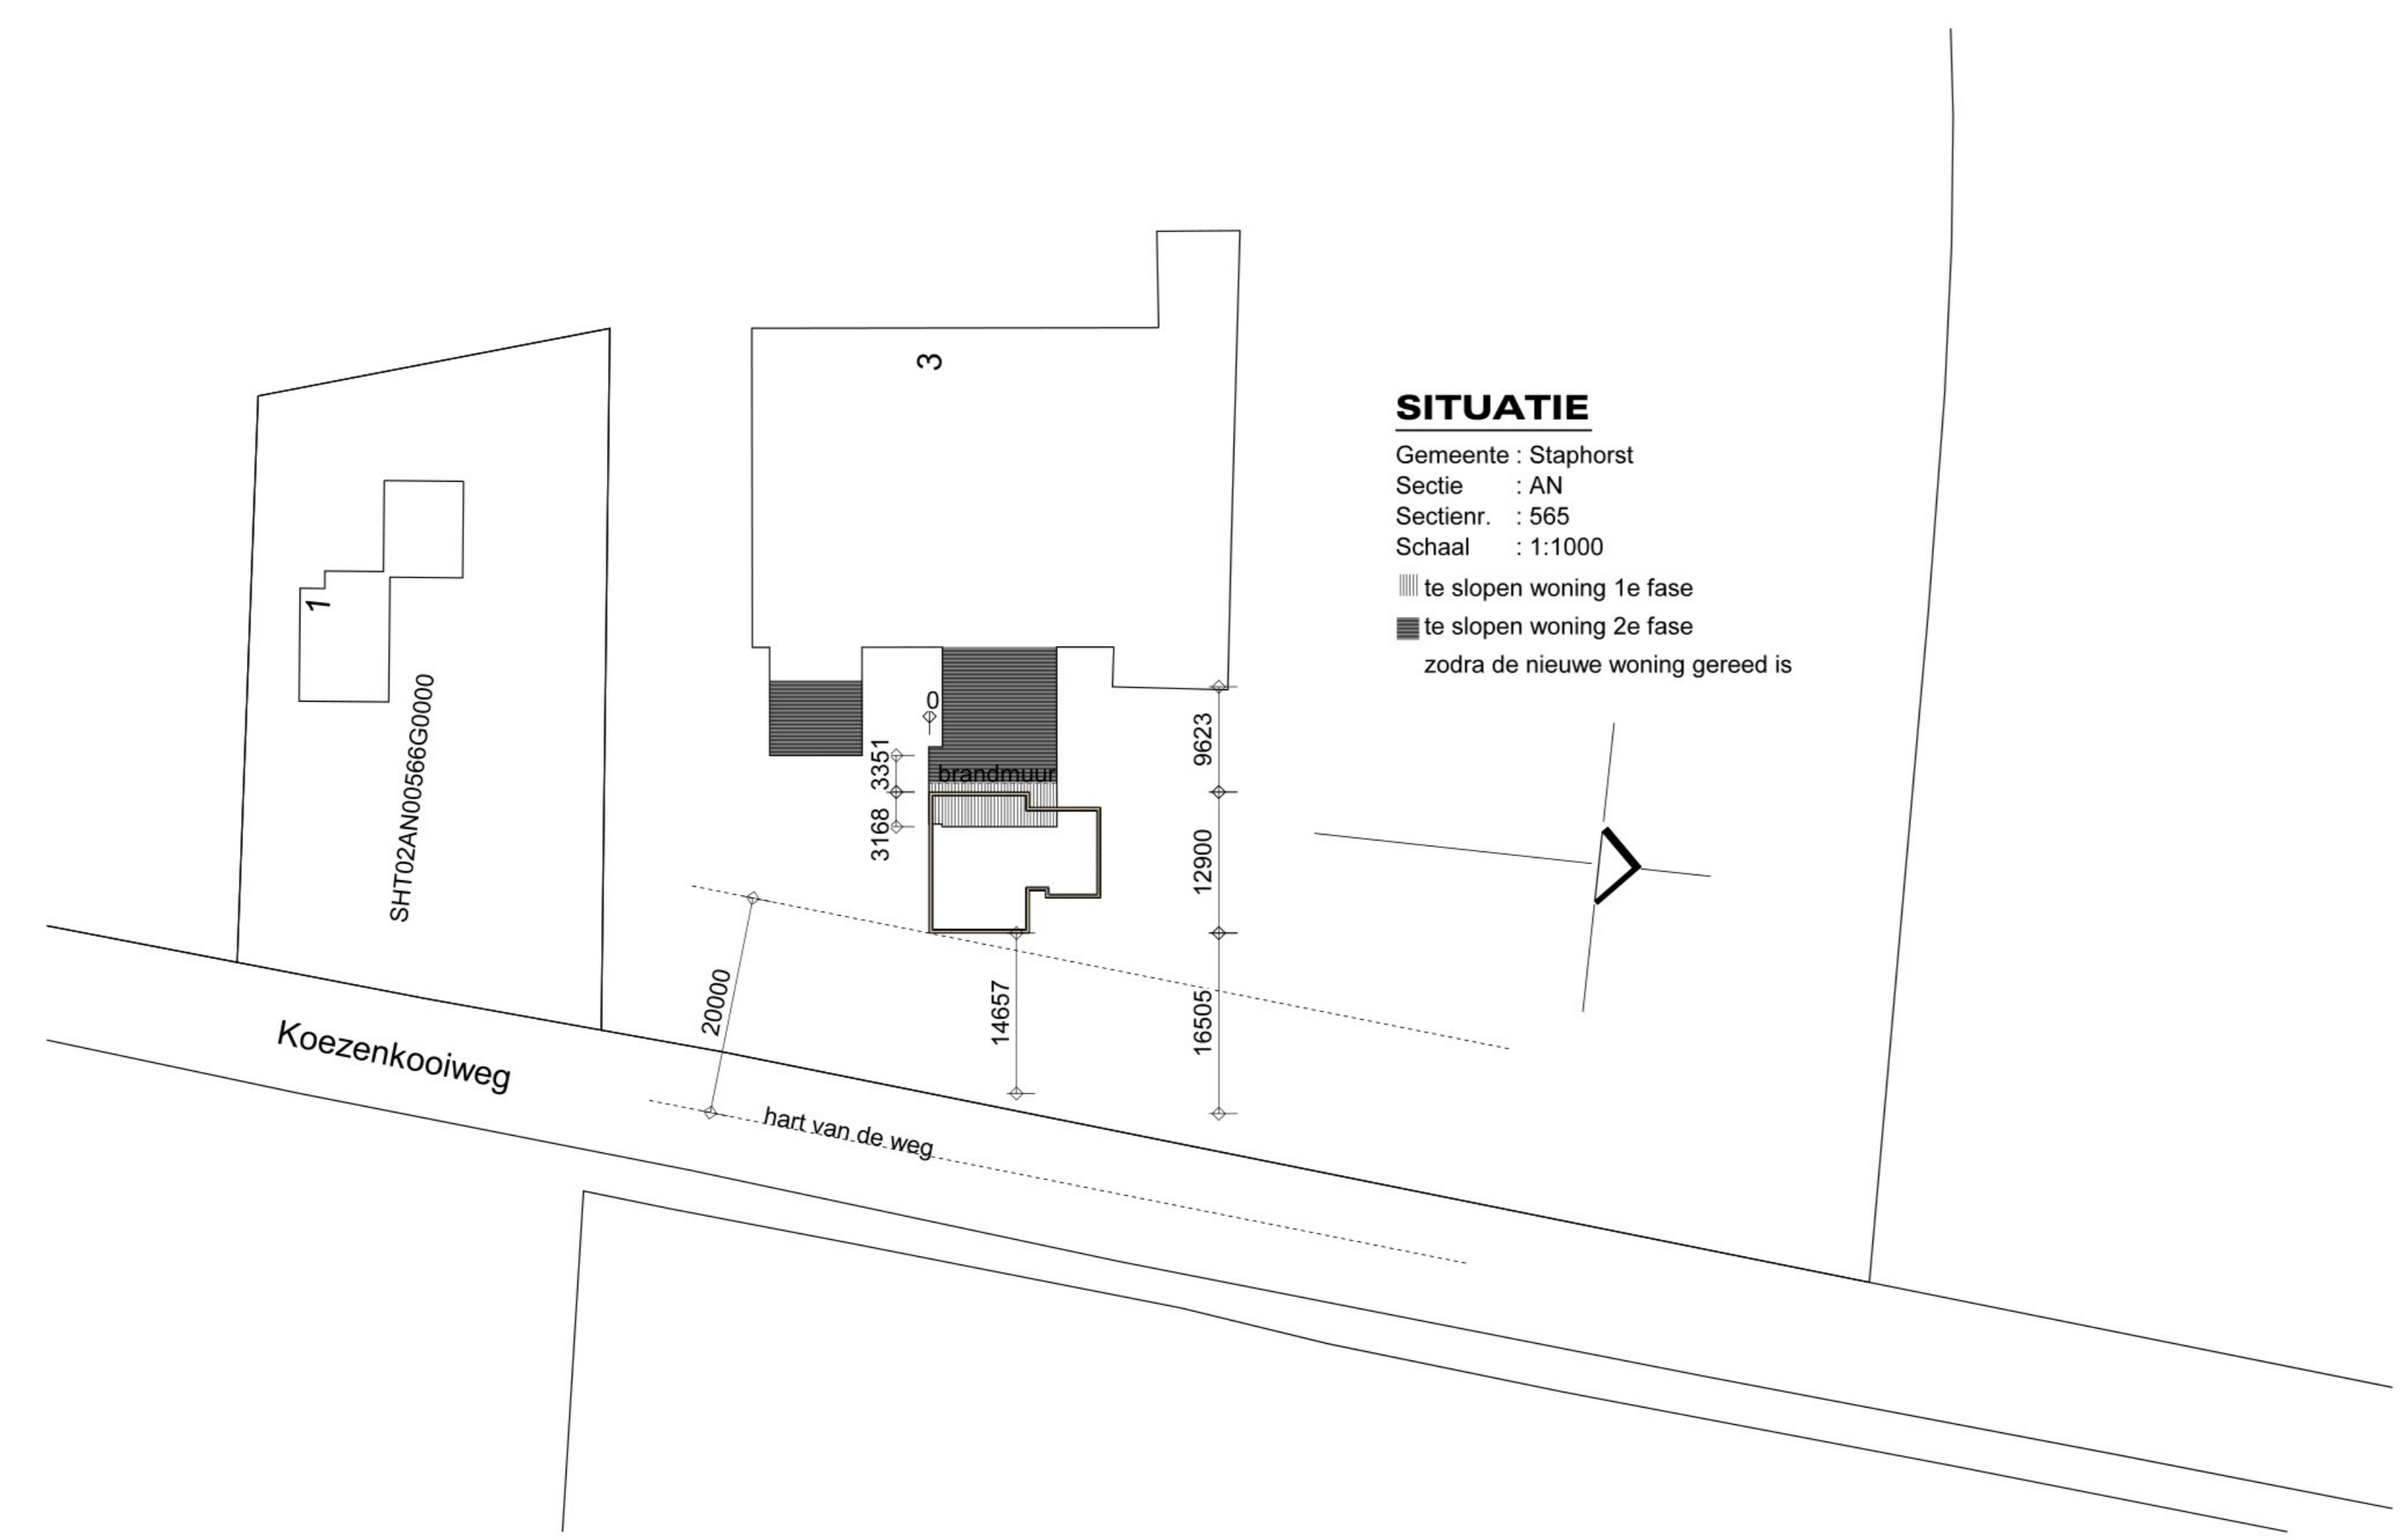 3
SITUATIE
Gemeente : Staphorst
Sectie : AN
Sectienr. : 565
Schaal : 1:1000
te slopen woning 1e fase
te slopen woning 2e fase
zodra de nieuwe woning gereed is
1
SHT02AN00566G0000
0
3351
3168
brandmuur
9623
12900
16505
14657
20000
Koezenkooiweg
hart van de weg